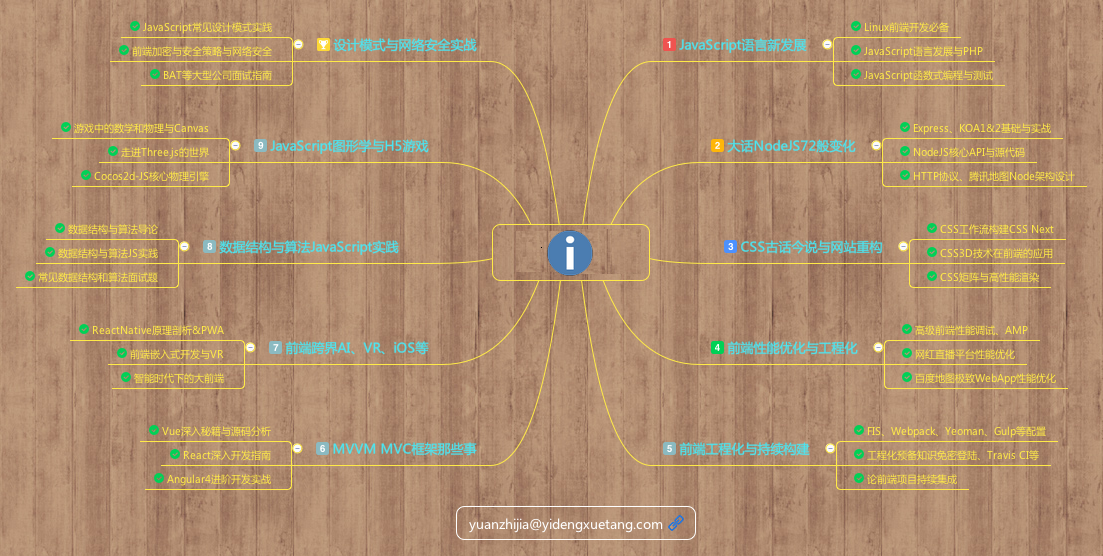 1 JavaScript语言新发展
Linux前端开发必备
JavaScript语言发展与PHP
JavaScript函数式编程与测试
2 大话NodeJS72般变化
Express、KOA1&2基础与实战
NodeJS核心API与源代码
HTTP协议、腾讯地图Node架构设计
3 CSS古话今说与网站重构
CSS工作流构建CSS Next
CSS3D技术在前端的应用
CSS矩阵与高性能渲染
4 前端性能优化与工程化
高级前端性能调试、AMP
网红直播平台性能优化
百度地图极致WebApp性能优化
5 前端工程化与持续构建
FIS、Webpack、Yeoman、Gulp等配置
工程化预备知识免密登陆、Travis CI等
论前端项目持续集成
6 MVVM MVC框架那些事
Vue深入秘籍与源码分析
React深入开发指南
Angular4进阶开发实战
7 前端跨界AI、VR、iOS等
ReactNative原理剖析&PWA
前端嵌入式开发与VR
智能时代下的大前端
8 数据结构与算法JavaScript实践
数据结构与算法导论
数据结构与算法JS实践
常见数据结构和算法面试题
9 JavaScript图形学与H5游戏
游戏中的数学和物理与Canvas
走进Three.js的世界
Cocos2d-JS核心物理引擎
设计模式与网络安全实战
JavaScript常见设计模式实践
前端加密与安全策略与网络安全
BAT等大型公司面试指南
yuanzhijia@yidengxuetang.com